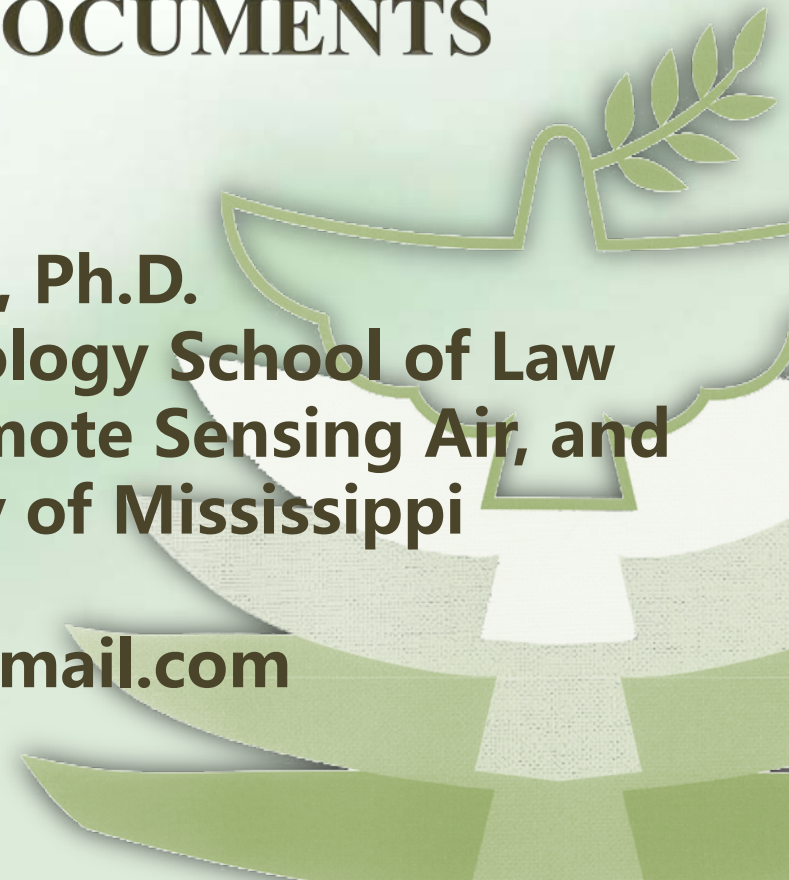 OCUMENTS
, Ph.D.
ology School of Law
mote Sensing Air, and
y of Mississippi
mail.com